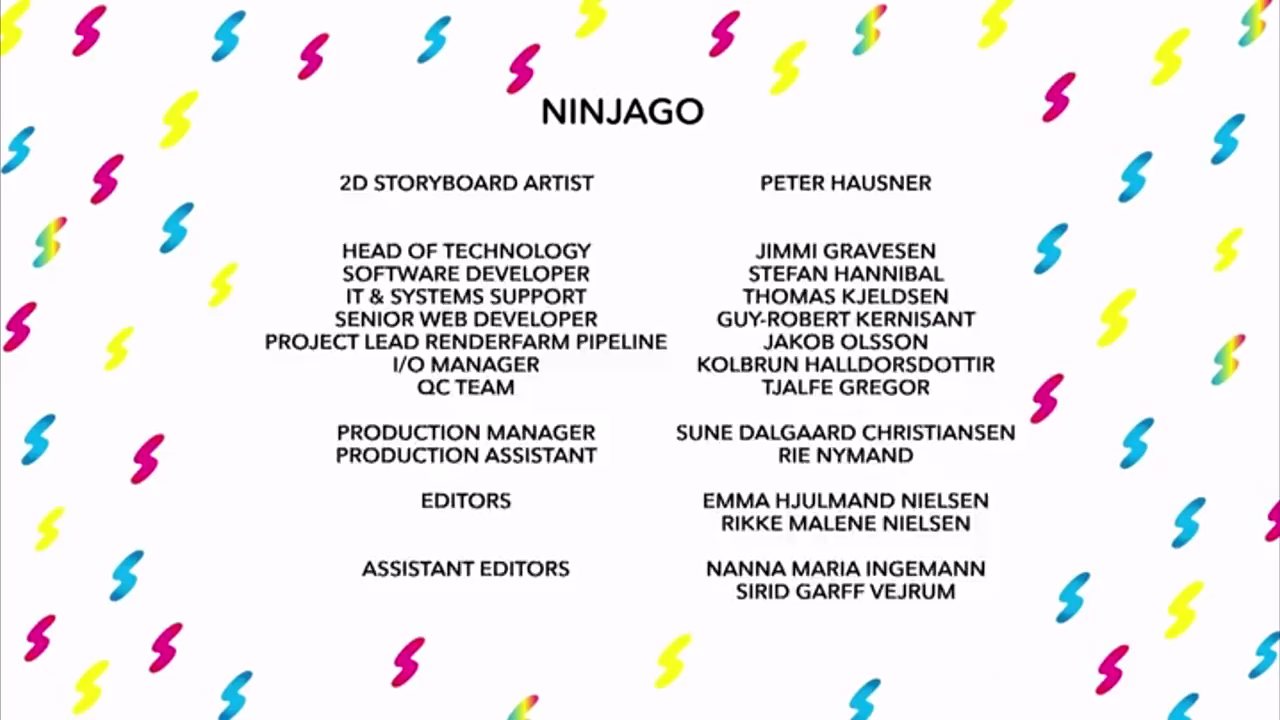 NINJAGO
2D STORYBOARD ARTIST PETER HAUSNER
HEAD OF TECHNOLOGY JIMMI GRAVESEN
SOFTWARE DEVELOPER STEFAN HANNIBAL
IT & SYSTEMS SUPPORT THOMAS KJELDSEN
SENIOR WEB DEVELOPER GUY-ROBERT KERNISANT
PROJECT LEAD RENDERFARM PIPELINE JAKOB OLSSON
I/O MANAGER KOLBRUN HALLDORSDOTTIR
QC TEAM TJALFE GREGOR
PRODUCTION MANAGER SUNE DALGAARD CHRISTIANSEN
PRODUCTION ASSISTANT RIE NYMAND
EDITORS EMMA HJULMAND NIELSEN
RIKKE MALENE NIELSEN
ASSISTANT EDITORS NANNA MARIA INGEMANN
SIRID GARFF VEJRUM